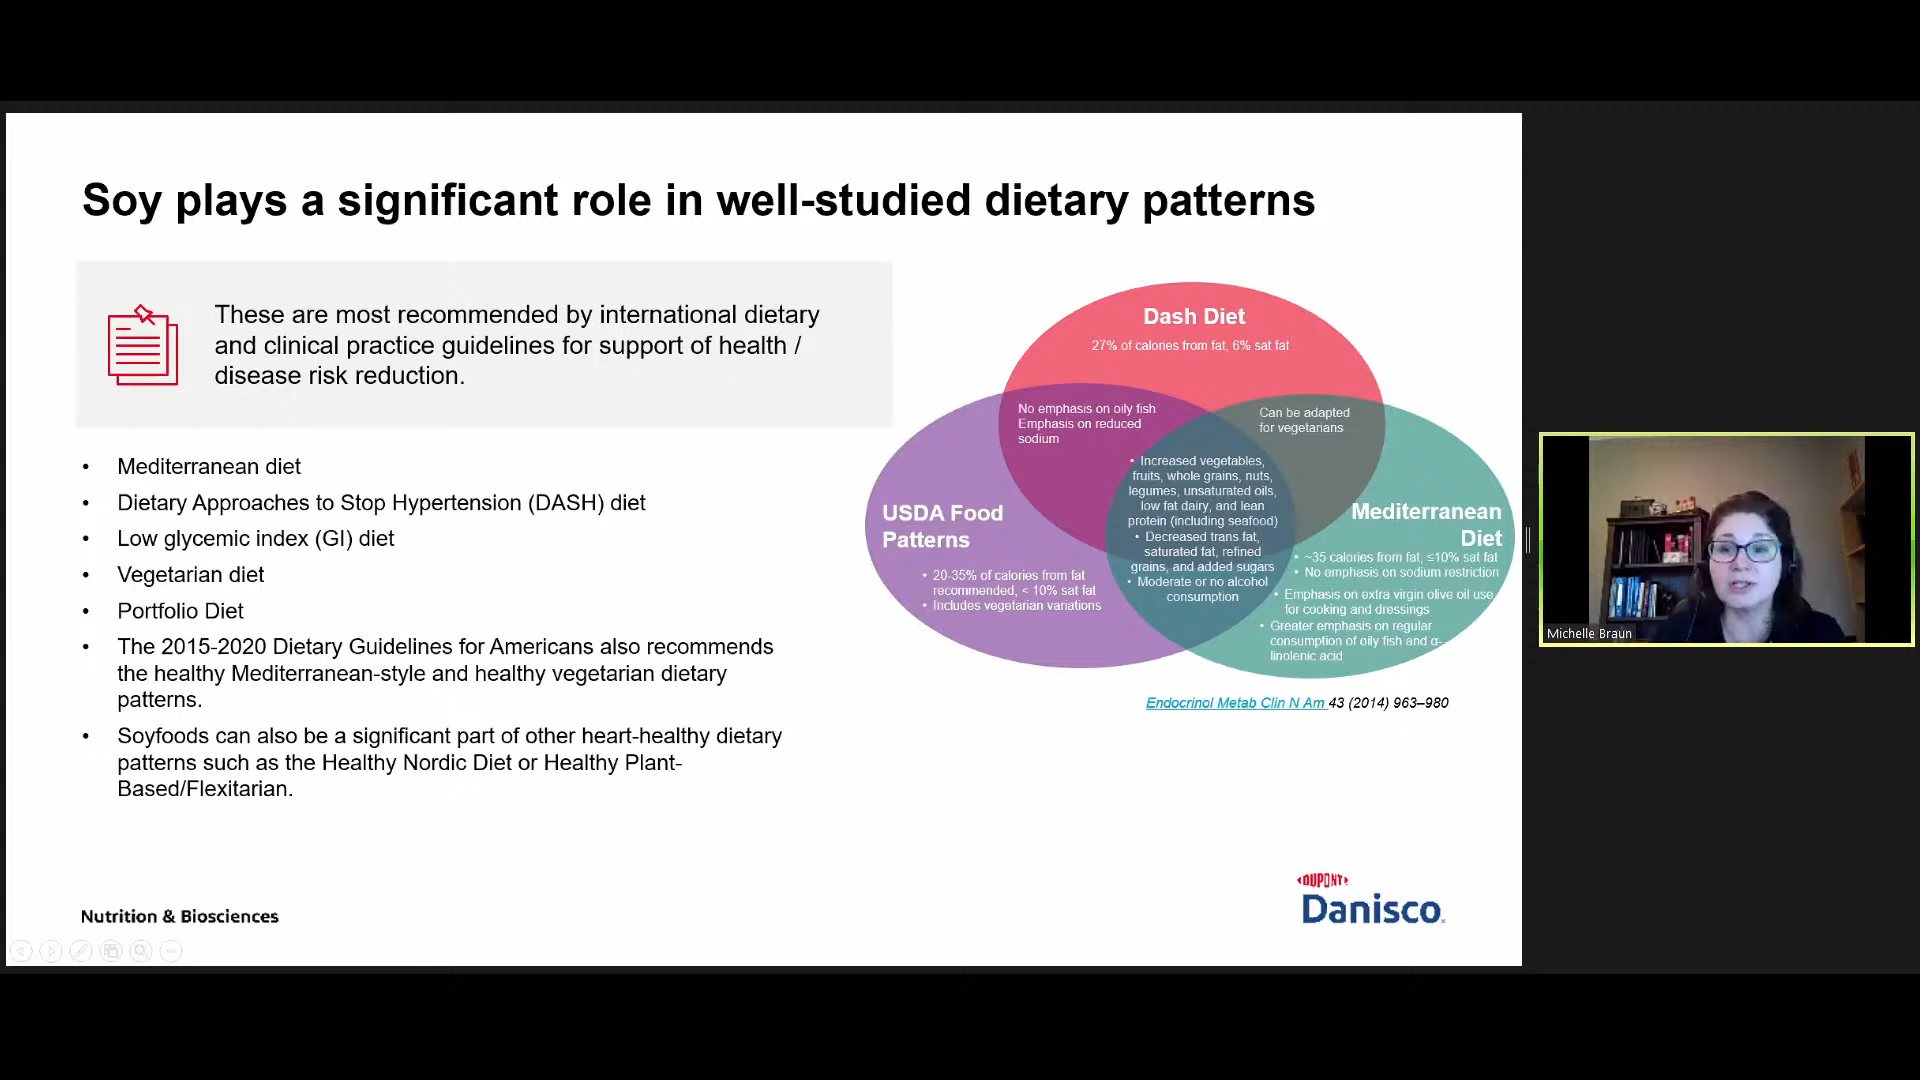 Soy plays a significant role in well-studied dietary patterns
These are most recommended by international dietary
and clinical practice guidelines for support of health /
disease risk reduction.
• Mediterranean diet
• Dietary Approaches to Stop Hypertension (DASH) diet
• Low glycemic index (GI) diet
• Vegetarian diet
• Portfolio Diet
• The 2015-2020 Dietary Guidelines for Americans also recommends
the healthy Mediterranean-style and healthy vegetarian dietary
patterns.
• Soyfoods can also be a significant part of other heart-healthy dietary
patterns such as the Healthy Nordic Diet or Healthy Plant-
Based/Flexitarian.
Dash Diet
27% of calories from fat, 6% sat fat
No emphasis on oily fish
Emphasis on reduced
sodium
Can be adapted
for vegetarians
• Increased vegetables,
fruits, whole grains, nuts,
legumes, unsaturated oils,
low fat dairy, and lean
protein (including seafood)
• Decreased trans fat,
saturated fat, refined
grains, and added sugars
• Moderate or no alcohol
consumption
USDA Food
Patterns
• 20-35% of calories from fat
recommended, < 10% sat fat
• Includes vegetarian variations
Mediterranean
Diet
• ~35 calories from fat, ≤10% sat fat
• No emphasis on sodium restriction
• Emphasis on extra virgin olive oil use
for cooking and dressings
• Greater emphasis on regular
consumption of oily fish and α-
linolenic acid
Endocrinol Metab Clin N Am 43 (2014) 963–980
Nutrition & Biosciences
DUPONT
Danisco
Michelle Braun